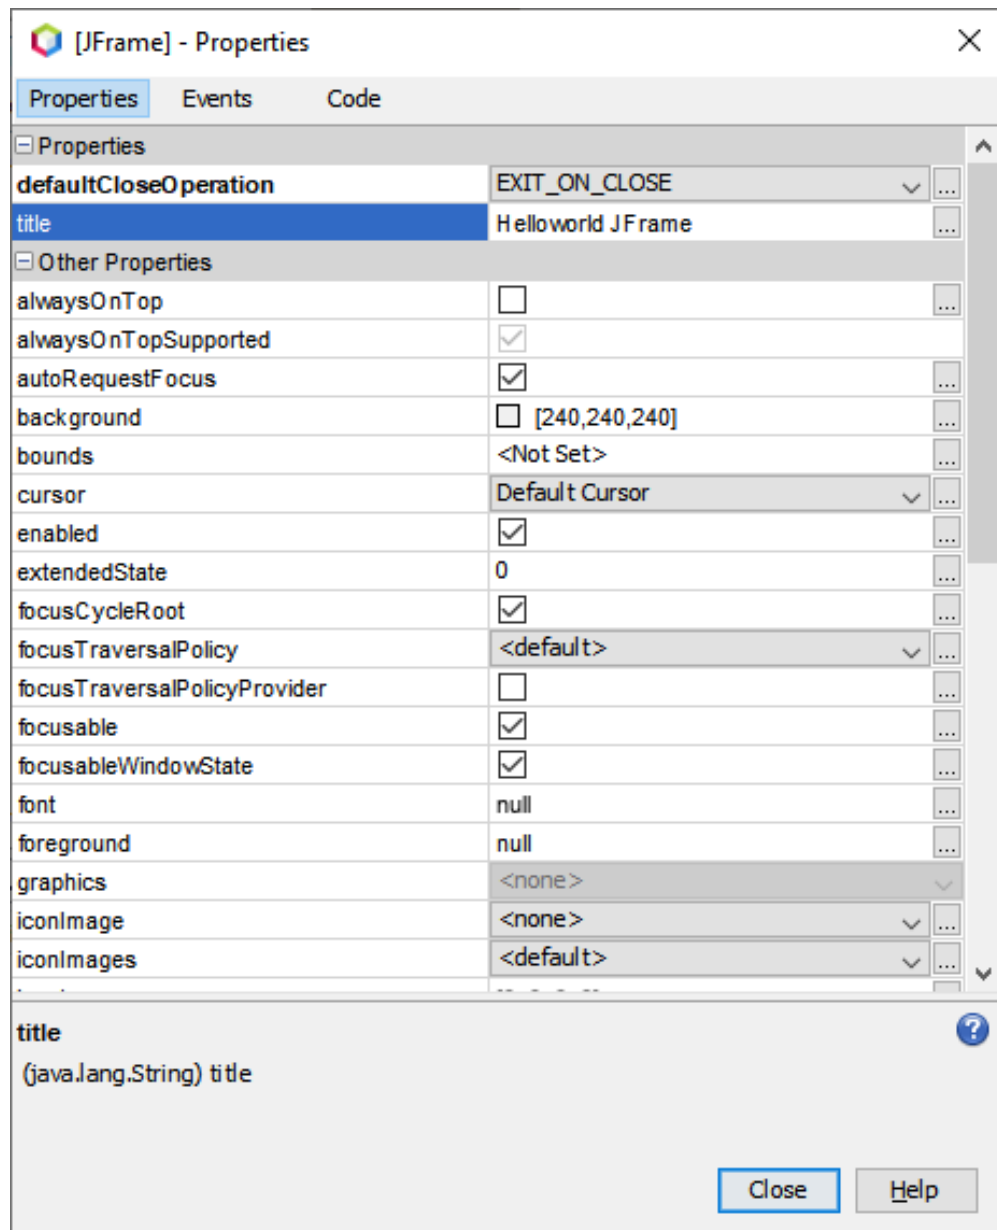 [JFrame] - Properties
Properties Events Code
Properties
defaultCloseOperation EXIT_ON_CLOSE ...
title Helloworld JFrame ...
Other Properties
alwaysOnTop ...
alwaysOnTopSupported
autoRequestFocus ...
background [240,240,240] ...
bounds <Not Set> ...
cursor Default Cursor ...
enabled ...
extendedState 0 ...
focusCycleRoot ...
focusTraversalPolicy <default> ...
focusTraversalPolicyProvider ...
focusable ...
focusableWindowState ...
font null ...
foreground null ...
graphics <none>
iconImage <none> ...
iconImages <default> ...
title
?
(java.lang.String) title
Close Help